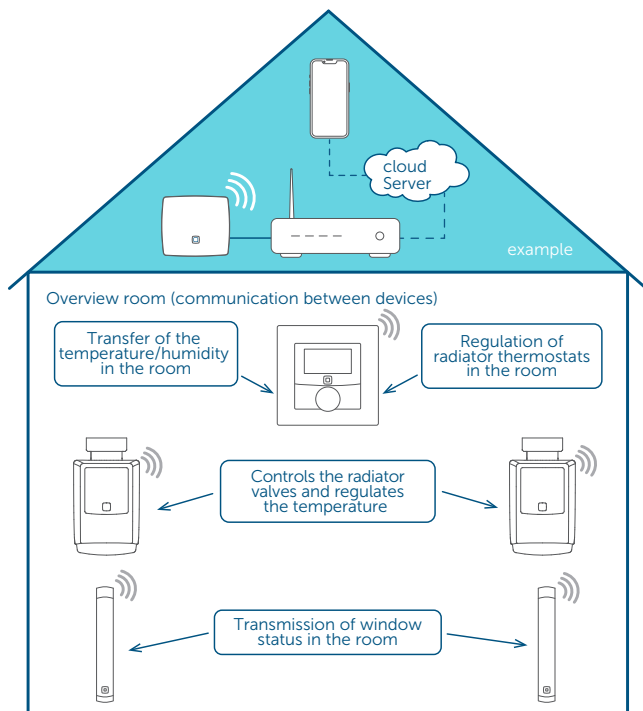 cloud
Server
example
Overview room (communication between devices)
Transfer of the
temperature/humidity
in the room
Regulation of
radiator thermostats
in the room
Controls the radiator
valves and regulates
the temperature
Transmission of window
status in the room